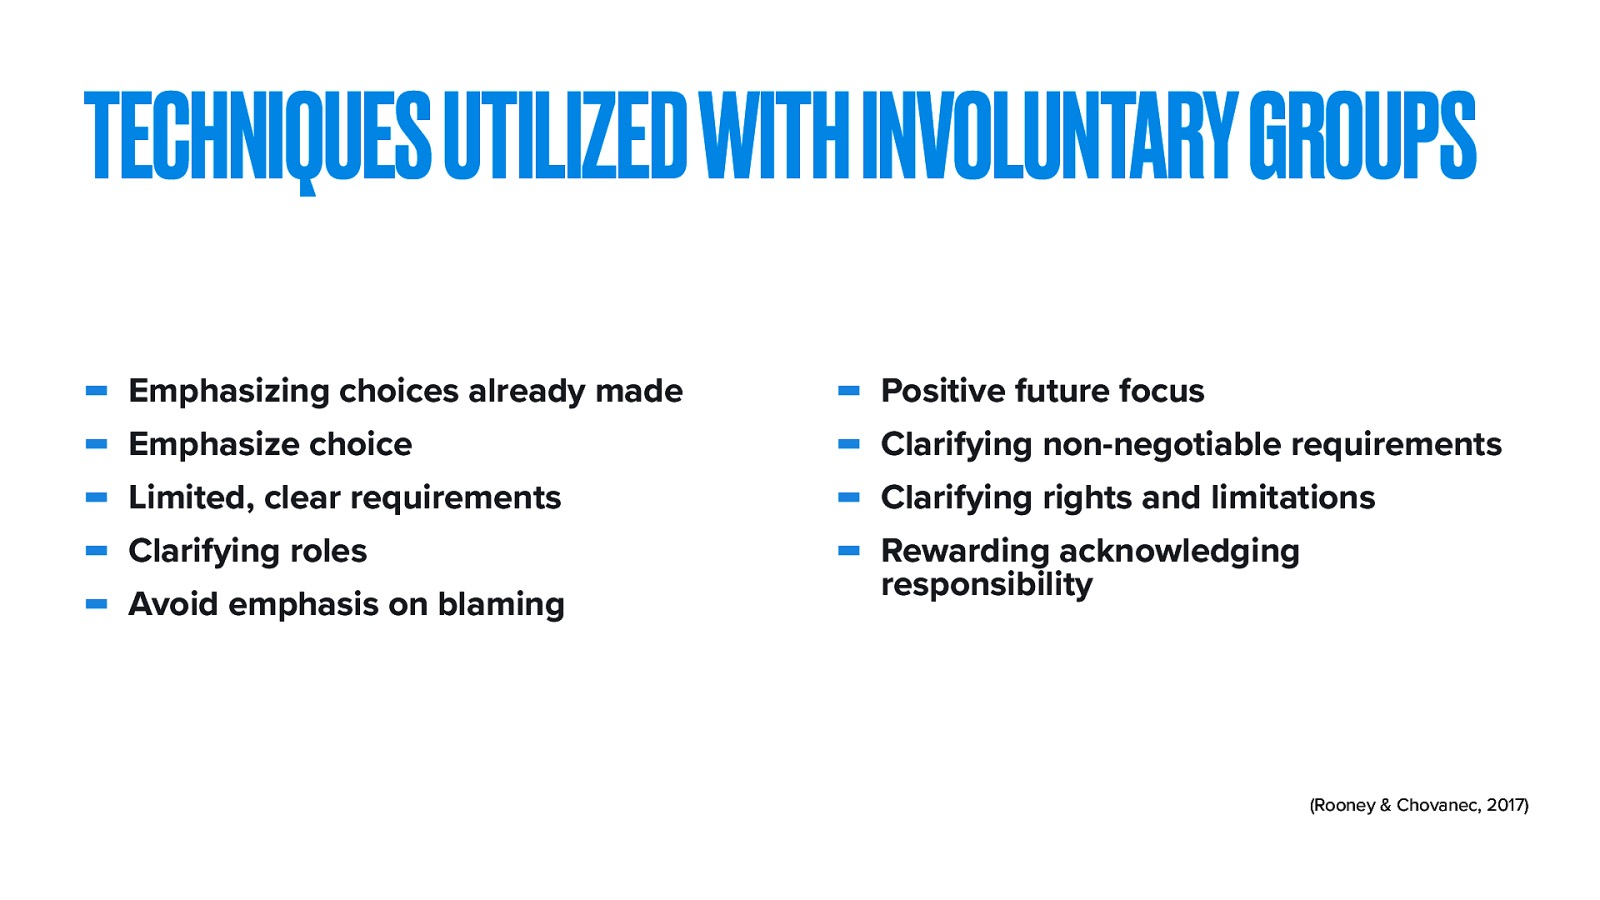 TECHNIQUES UTILIZED WITH INVOLUNTARY GROUPS
Emphasizing choices already made
Emphasize choice
Limited, clear requirements
Clarifying roles
Avoid emphasis on blaming
Positive future focus
Clarifying non-negotiable requirements
Clarifying rights and limitations
Rewarding acknowledging
responsibility
(Rooney & Chovanec, 2017)